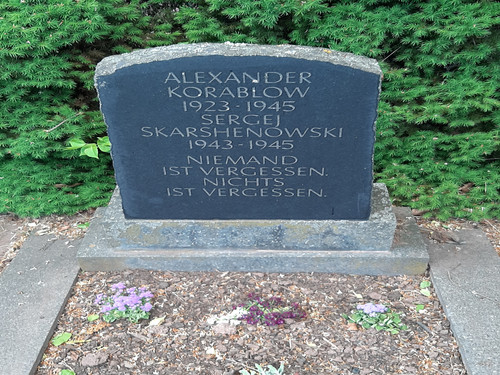 ALEXANDER
KORABLOW
1923 - 1945
SERGEJ
SKARSHENOWSKI
1943 - 1945
NIEMAND
IST VERGESSEN.
NICHTS
IST VERGESSEN.